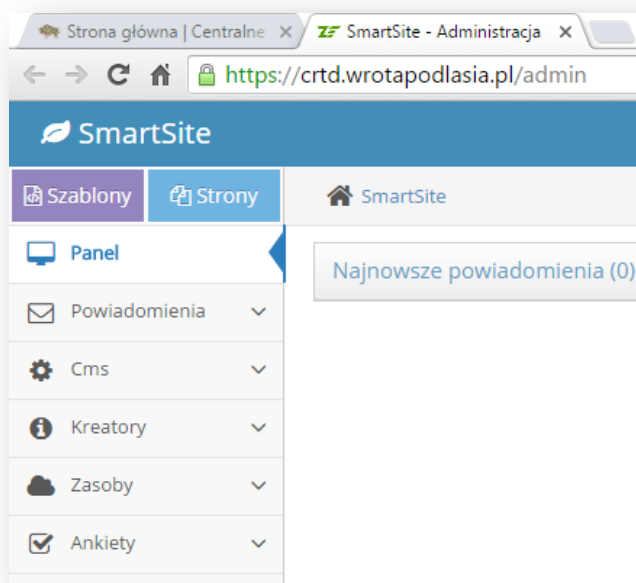 Strona główna | Centralne
SmartSite - Administracja
https://crtd.wrotapodlasia.pl/admin
SmartSite
Szablony
Strony
SmartSite
Panel
Najnowsze powiadomienia (0)
Powiadomienia
Cms
Kreatory
Zasoby
Ankiety